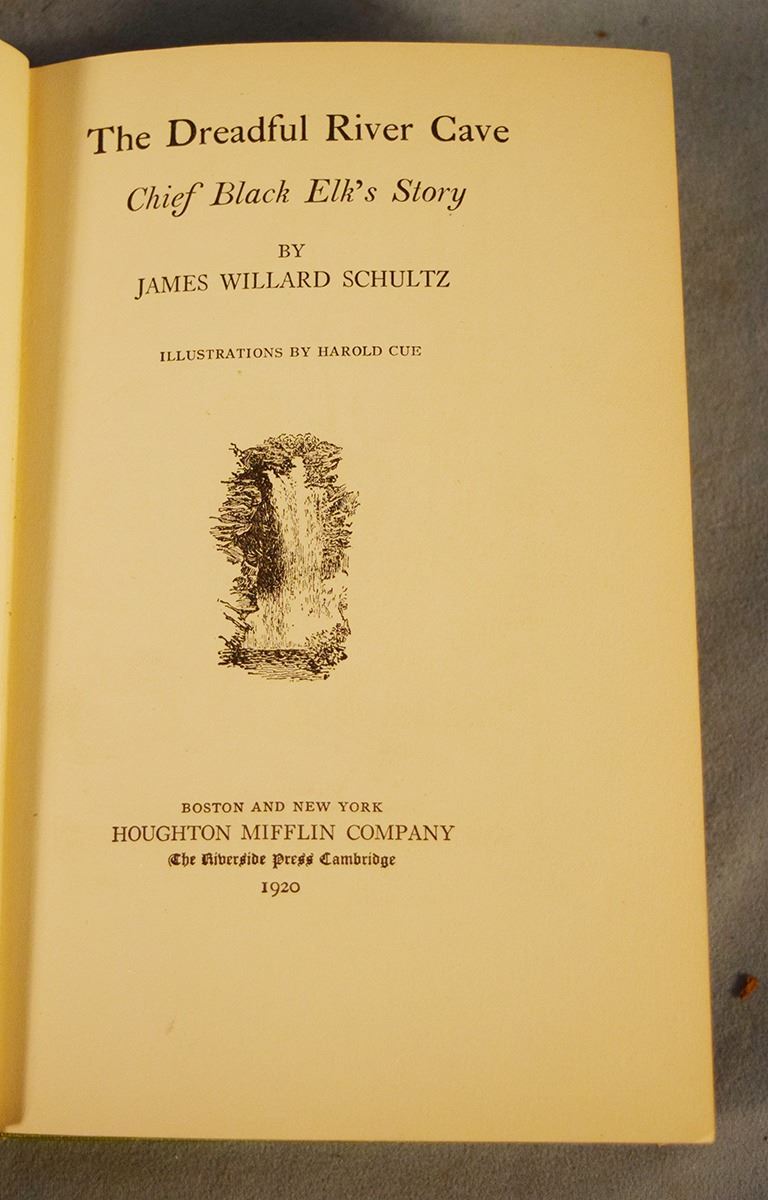 The Dreadful River Cave
Chief Black Elk's Story
BY
JAMES WILLARD SCHULTZ
ILLUSTRATIONS BY HAROLD CUE
BOSTON AND NEW YORK
HOUGHTON MIFFLIN COMPANY
The Riverside Press Cambridge
1920